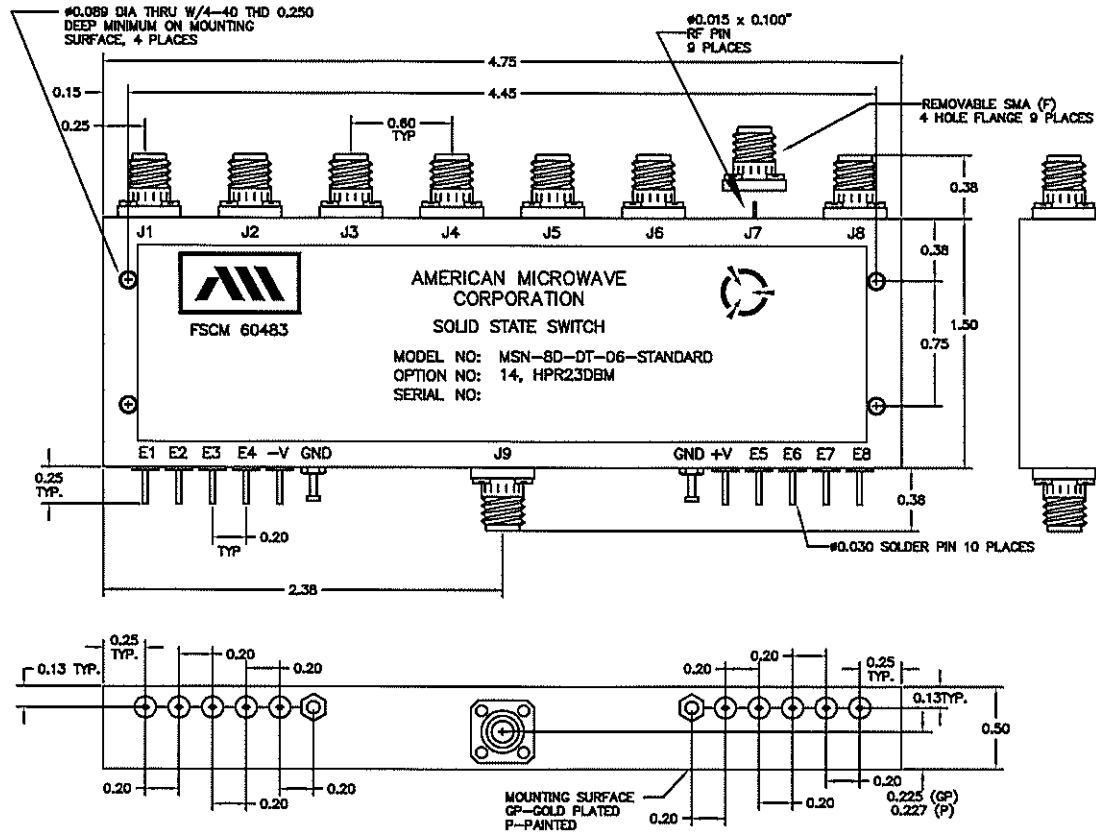 ø0.089 DIA THRU W/4-40 THD 0.250
DEEP MINIMUM ON MOUNTING
SURFACE, 4 PLACES
ø0.015 x 0.100"
RF PIN
9 PLACES
4.75
0.15
4.45
REMOVABLE SMA (F)
4 HOLE FLANGE 9 PLACES
0.25
0.60
TYP
0.38
J1 J2 J3 J4 J5 J6 J7 J8
0.38
AMERICAN MICROWAVE
CORPORATION
FSCM 60483
SOLID STATE SWITCH
1.50
0.75
MODEL NO: MSN-8D-DT-06-STANDARD
OPTION NO: 14, HPR23DBM
SERIAL NO:
E1 E2 E3 E4 -V GND J9 GND +V E5 E6 E7 E8
0.25
TYP.
0.38
0.20
TYP
ø0.030 SOLDER PIN 10 PLACES
2.38
0.25
TYP.
0.13 TYP.
0.20
0.20
0.20
0.20
0.25
TYP.
0.13TYP.
0.50
0.20
0.20
0.20
0.20
0.20
0.20
MOUNTING SURFACE
GP-GOLD PLATED
P-PAINTED
0.225 (GP)
0.227 (P)